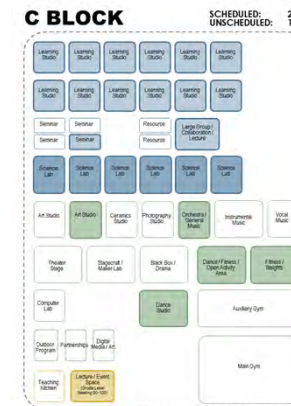 C BLOCK
SCHEDULED: 2
UNSCHEDULED: 1
Learning Studio Learning Studio Learning Studio Learning Studio Learning Studio Learning Studio
Learning Studio Learning Studio Learning Studio Learning Studio Learning Studio Learning Studio
Seminar Seminar Resource
Large Group / Collaboration / Lecture
Seminar Seminar Resource
Science Lab Science Lab Science Lab Science Lab Science Lab Science Lab
Art Studio Art Studio Ceramics Studio Photography Studio Orchestra / General Music Instrumental Music Vocal Music
Theater Stage Stagecraft / Maker Lab Black Box / Drama Dance / Fitness / Open Activity Area Fitness / Weights
Computer Lab Dance Studio Auxiliary Gym
Outdoor Program Partnerships Digital Media / Art
Main Gym
Teaching Kitchen Lecture / Event Space